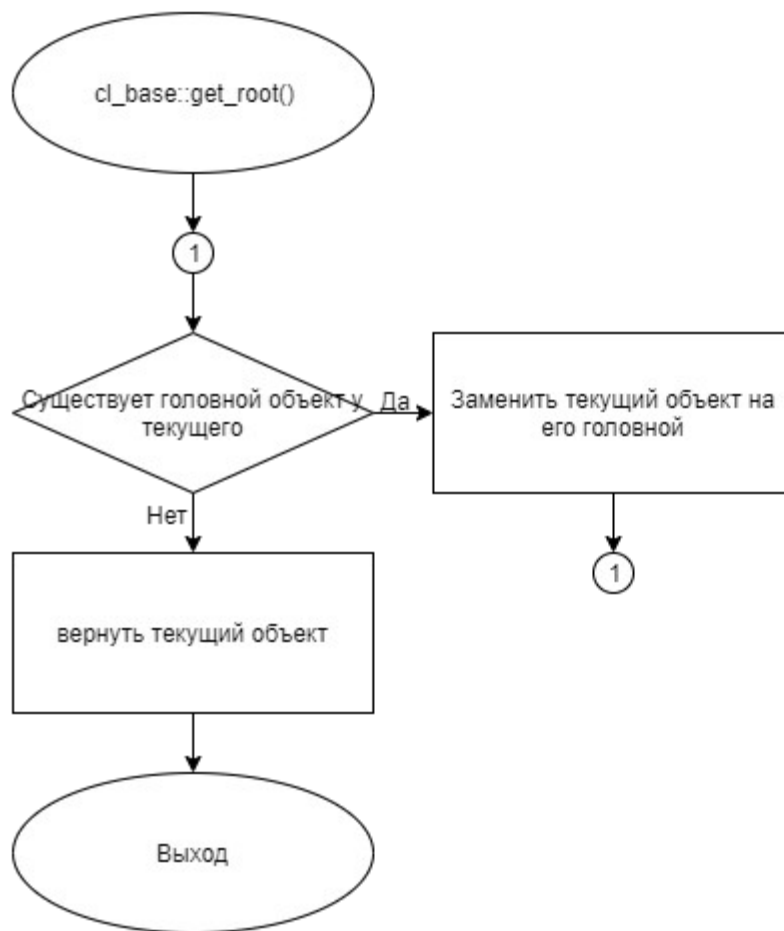 cl_base::get_root()
1
Существует головной объект у
текущего
Да
Заменить текущий объект на
его головной
Нет
1
вернуть текущий объект
Выход